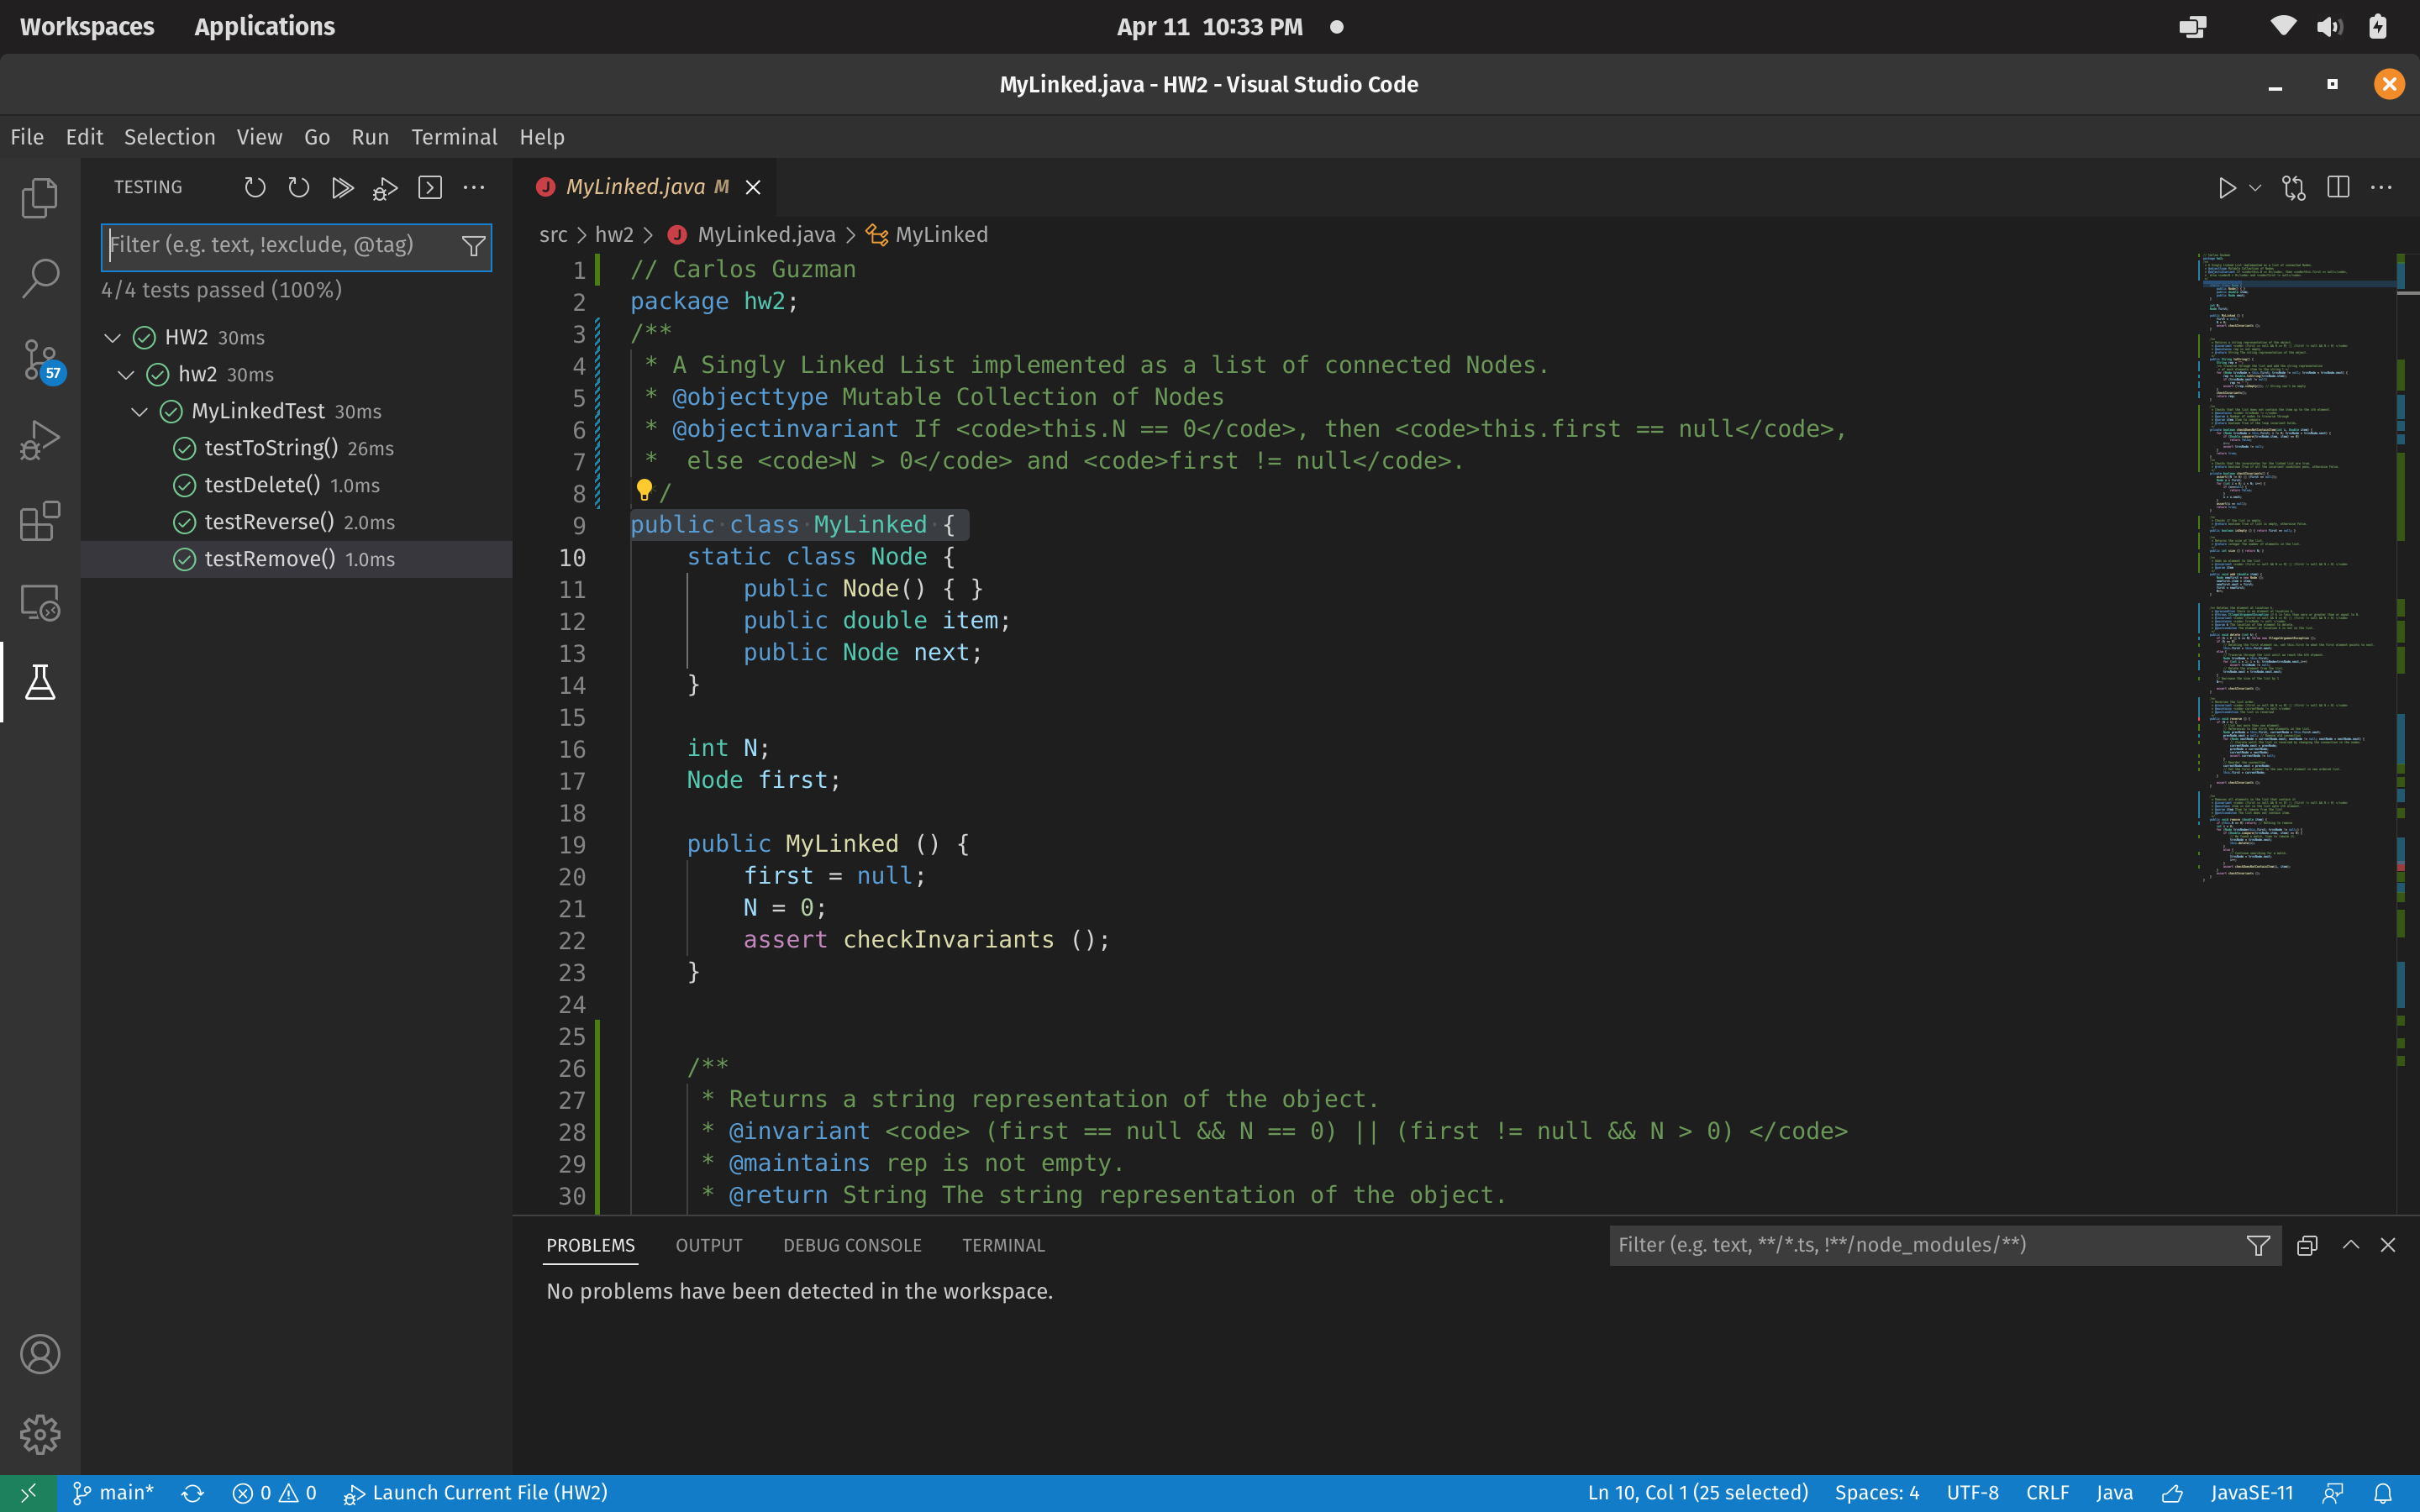 Workspaces Applications Apr 11 10:33 PM
MyLinked.java - HW2 - Visual Studio Code
File Edit Selection View Go Run Terminal Help
TESTING
Filter (e.g. text, !exclude, @tag)
4/4 tests passed (100%)
HW2 30ms
hw2 30ms
MyLinkedTest 30ms
testToString() 26ms
testDelete() 1.0ms
testReverse() 2.0ms
testRemove() 1.0ms
57
MyLinked.java M
src > hw2 > MyLinked.java > MyLinked
1 // Carlos Guzman
2 package hw2;
3 /**
4 * A Singly Linked List implemented as a list of connected Nodes.
5 * @objecttype Mutable Collection of Nodes
6 * @objectinvariant If <code>this.N == 0</code>, then <code>this.first == null</code>,
7 *  else <code>N > 0</code> and <code>first != null</code>.
8 /
9 public class MyLinked {
10 static class Node {
11 public Node() { }
12 public double item;
13 public Node next;
14 }
15
16 int N;
17 Node first;
18
19 public MyLinked () {
20 first = null;
21 N = 0;
22 assert checkInvariants ();
23 }
24
25
26 /**
27 * Returns a string representation of the object.
28 * @invariant <code> (first == null && N == 0) || (first != null && N > 0) </code>
29 * @maintains rep is not empty.
30 * @return String The string representation of the object.
PROBLEMS OUTPUT DEBUG CONSOLE TERMINAL
Filter (e.g. text, **/*.ts, !**/node_modules/**)
No problems have been detected in the workspace.
main* 0 0 Launch Current File (HW2) Ln 10, Col 1 (25 selected) Spaces: 4 UTF-8 CRLF Java JavaSE-11